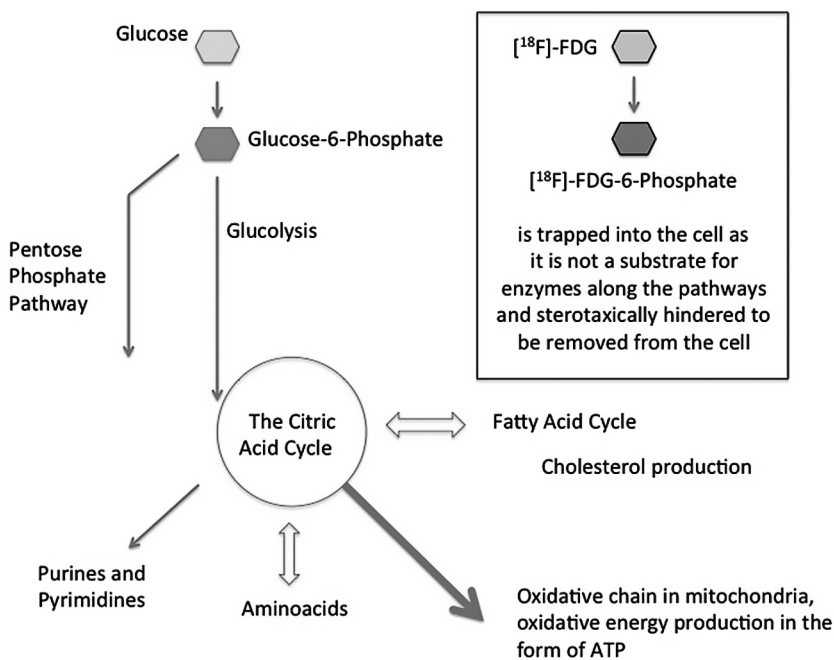 Glucose
Glucose-6-Phosphate
Glucolysis
Pentose
Phosphate
Pathway
The Citric
Acid Cycle
Fatty Acid Cycle
Cholesterol production
Purines and
Pyrimidines
Aminoacids
Oxidative chain in mitochondria,
oxidative energy production in the
form of ATP
[¹⁸F]-FDG
[¹⁸F]-FDG-6-Phosphate
is trapped into the cell as
it is not a substrate for
enzymes along the pathways
and sterotaxically hindered to
be removed from the cell